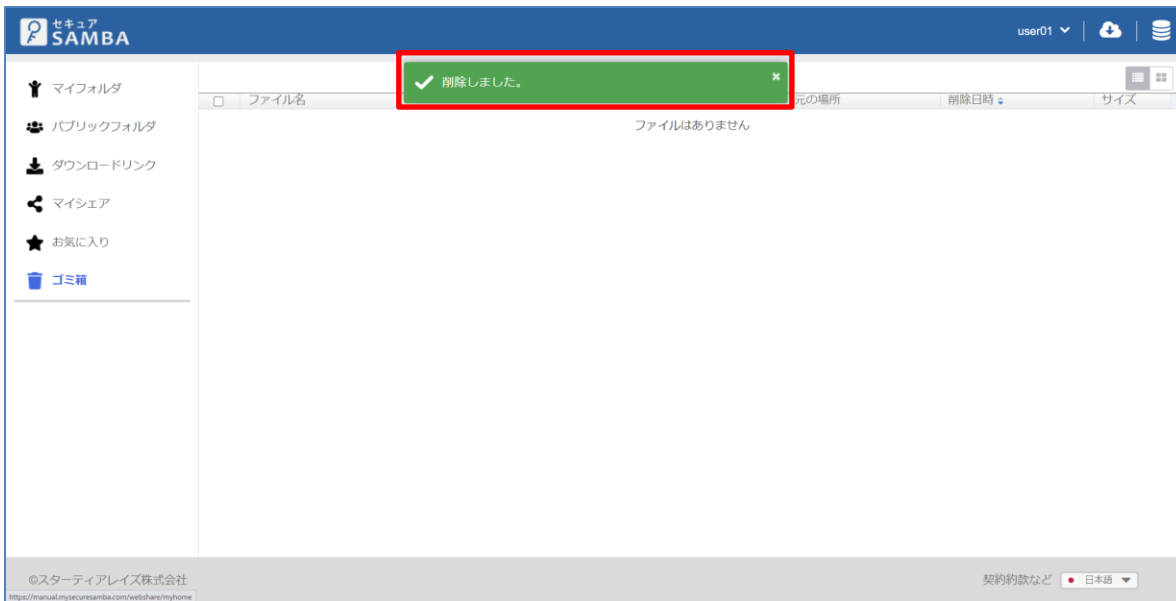 セキュア
SAMBA
user01
削除しました。
マイフォルダ
ファイル名
元の場所
削除日時
サイズ
パブリックフォルダ
ファイルはありません
ダウンロードリンク
マイシェア
お気に入り
ゴミ箱
©スターティアレイズ株式会社
契約約款など
日本語
https://manual.mysecuresamba.com/webshare/myhome